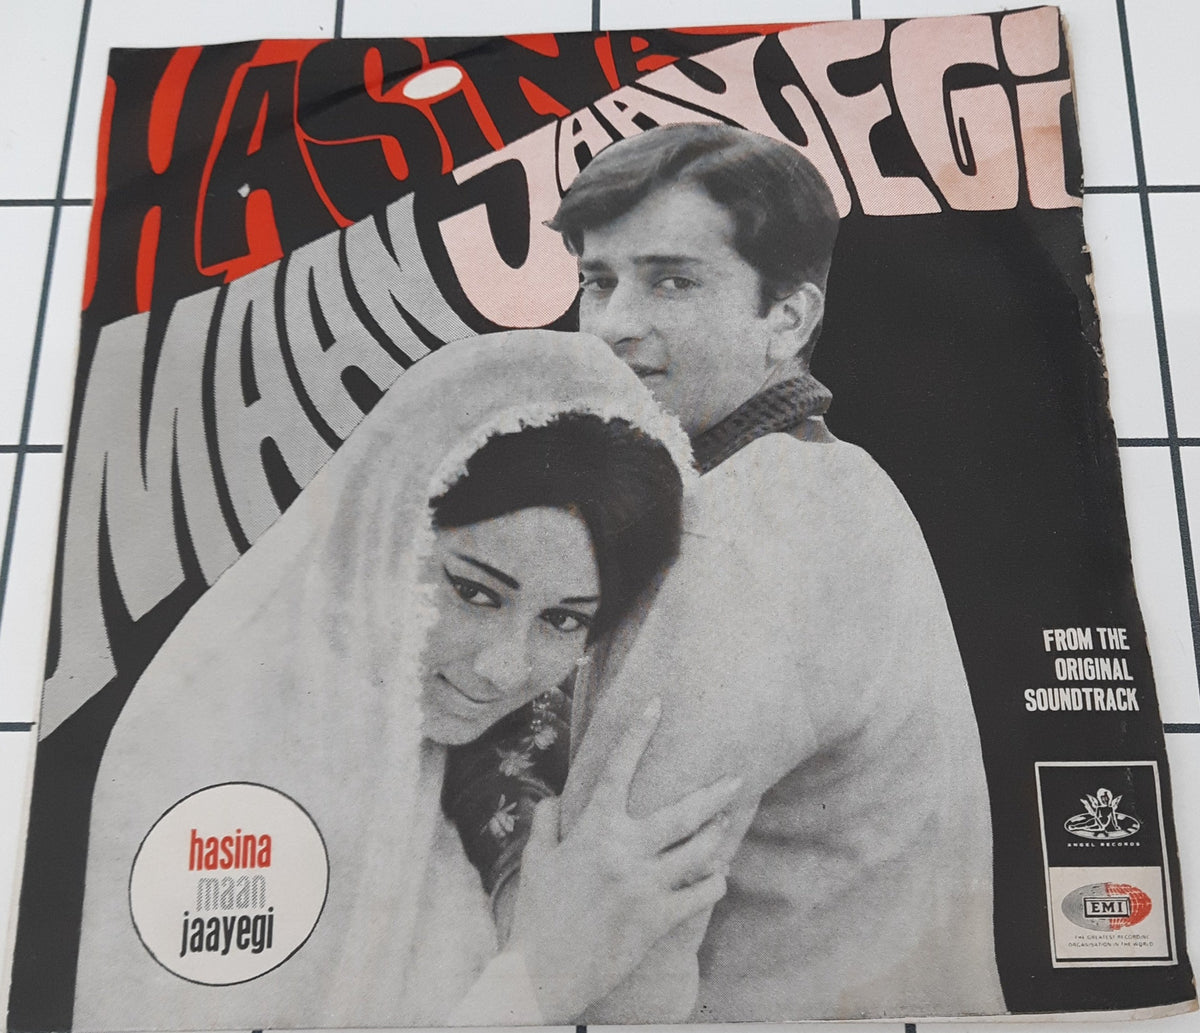 HASiNA
MAAN
JAAYEGi
FROM THE
ORIGINAL
SOUNDTRACK
ANGEL RECORDS
EMI
THE GREATEST RECORDING
ORGANISATION IN THE WORLD
hasina
maan
jaayegi